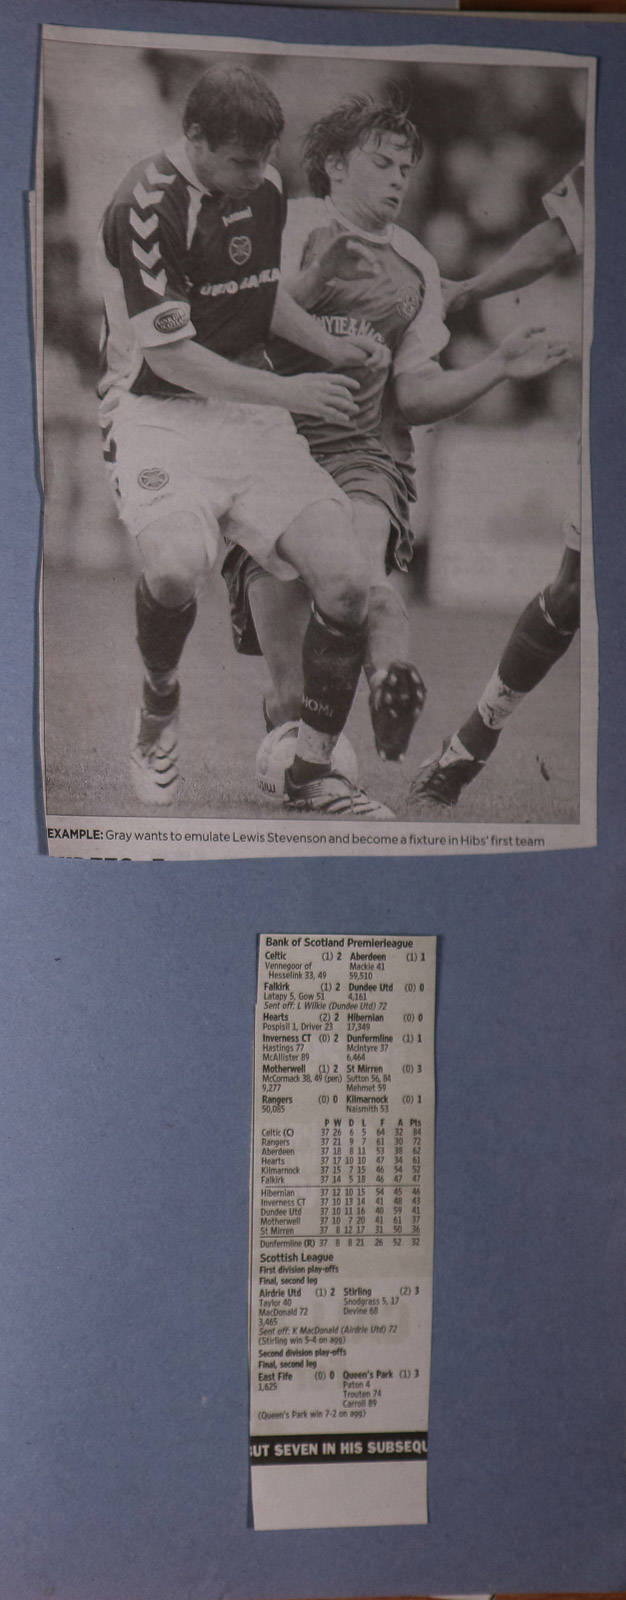 hummel
UKIO BANKAS
HOME
EXAMPLE: Gray wants to emulate Lewis Stevenson and become a fixture in Hibs' first team
Bank of Scotland Premierleague
Celtic (1) 2 Aberdeen (1) 1
Vennegoor of Mackie 41
Hesselink 33, 49 59,510
Falkirk (1) 2 Dundee Utd (0) 0
Latapy 5, Gow 51 4,161
Sent off: L Wilkie (Dundee Utd) 72
Hearts (2) 2 Hibernian (0) 0
Pospisil 1, Driver 23 17,349
Inverness CT (0) 2 Dunfermline (1) 1
Hastings 77 McIntyre 37
McAllister 89 6,464
Motherwell (1) 2 St Mirren (0) 3
McCormack 38, 49 (pen) Sutton 56, 84
9,277 Mehmet 59
Rangers (0) 0 Kilmarnock (0) 1
50,085 Naismith 53
P W D L F A Pts
Celtic (C) 37 26 6 5 64 32 84
Rangers 37 21 9 7 61 30 72
Aberdeen 37 18 8 11 53 38 62
Hearts 37 17 10 10 47 34 61
Kilmarnock 37 15 7 15 46 54 52
Falkirk 37 14 5 18 46 47 47
Hibernian 37 12 10 15 54 45 46
Inverness CT 37 10 13 14 41 48 43
Dundee Utd 37 10 11 16 40 59 41
Motherwell 37 10 7 20 41 61 37
St Mirren 37 8 12 17 31 50 36
Dunfermline (R) 37 8 8 21 26 52 32
Scottish League
First division play-offs
Final, second leg
Airdrie Utd (1) 2 Stirling (2) 3
Taylor 40 Snodgrass 5, 17
MacDonald 72 Devine 68
3,465
Sent off: K MacDonald (Airdrie Utd) 72
(Stirling win 5-4 on agg)
Second division play-offs
Final, second leg
East Fife (0) 0 Queen's Park (1) 3
1,625 Paton 4
Trouten 74
Carroll 89
(Queen's Park win 7-2 on agg)
UT SEVEN IN HIS SUBSEQU